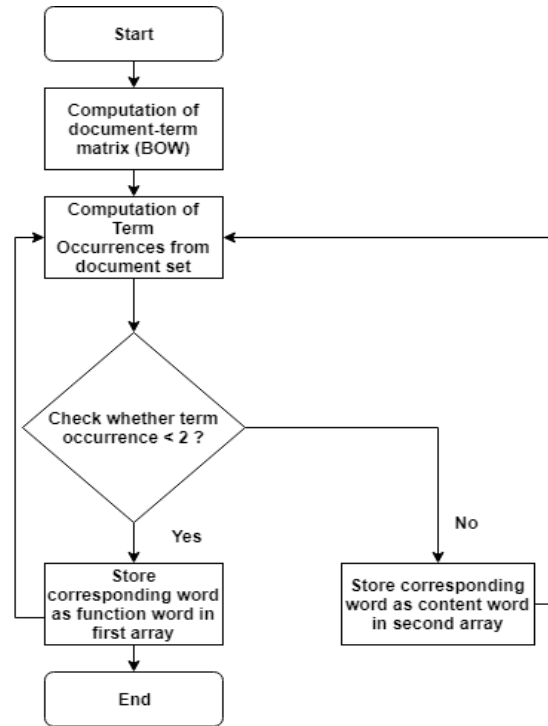 Start
Computation of
document-term
matrix (BOW)
Computation of
Term
Occurrences from
document set
Check whether term
occurrence < 2 ?
Yes
No
Store
corresponding word
as function word in
first array
Store corresponding
word as content word
in second array
End